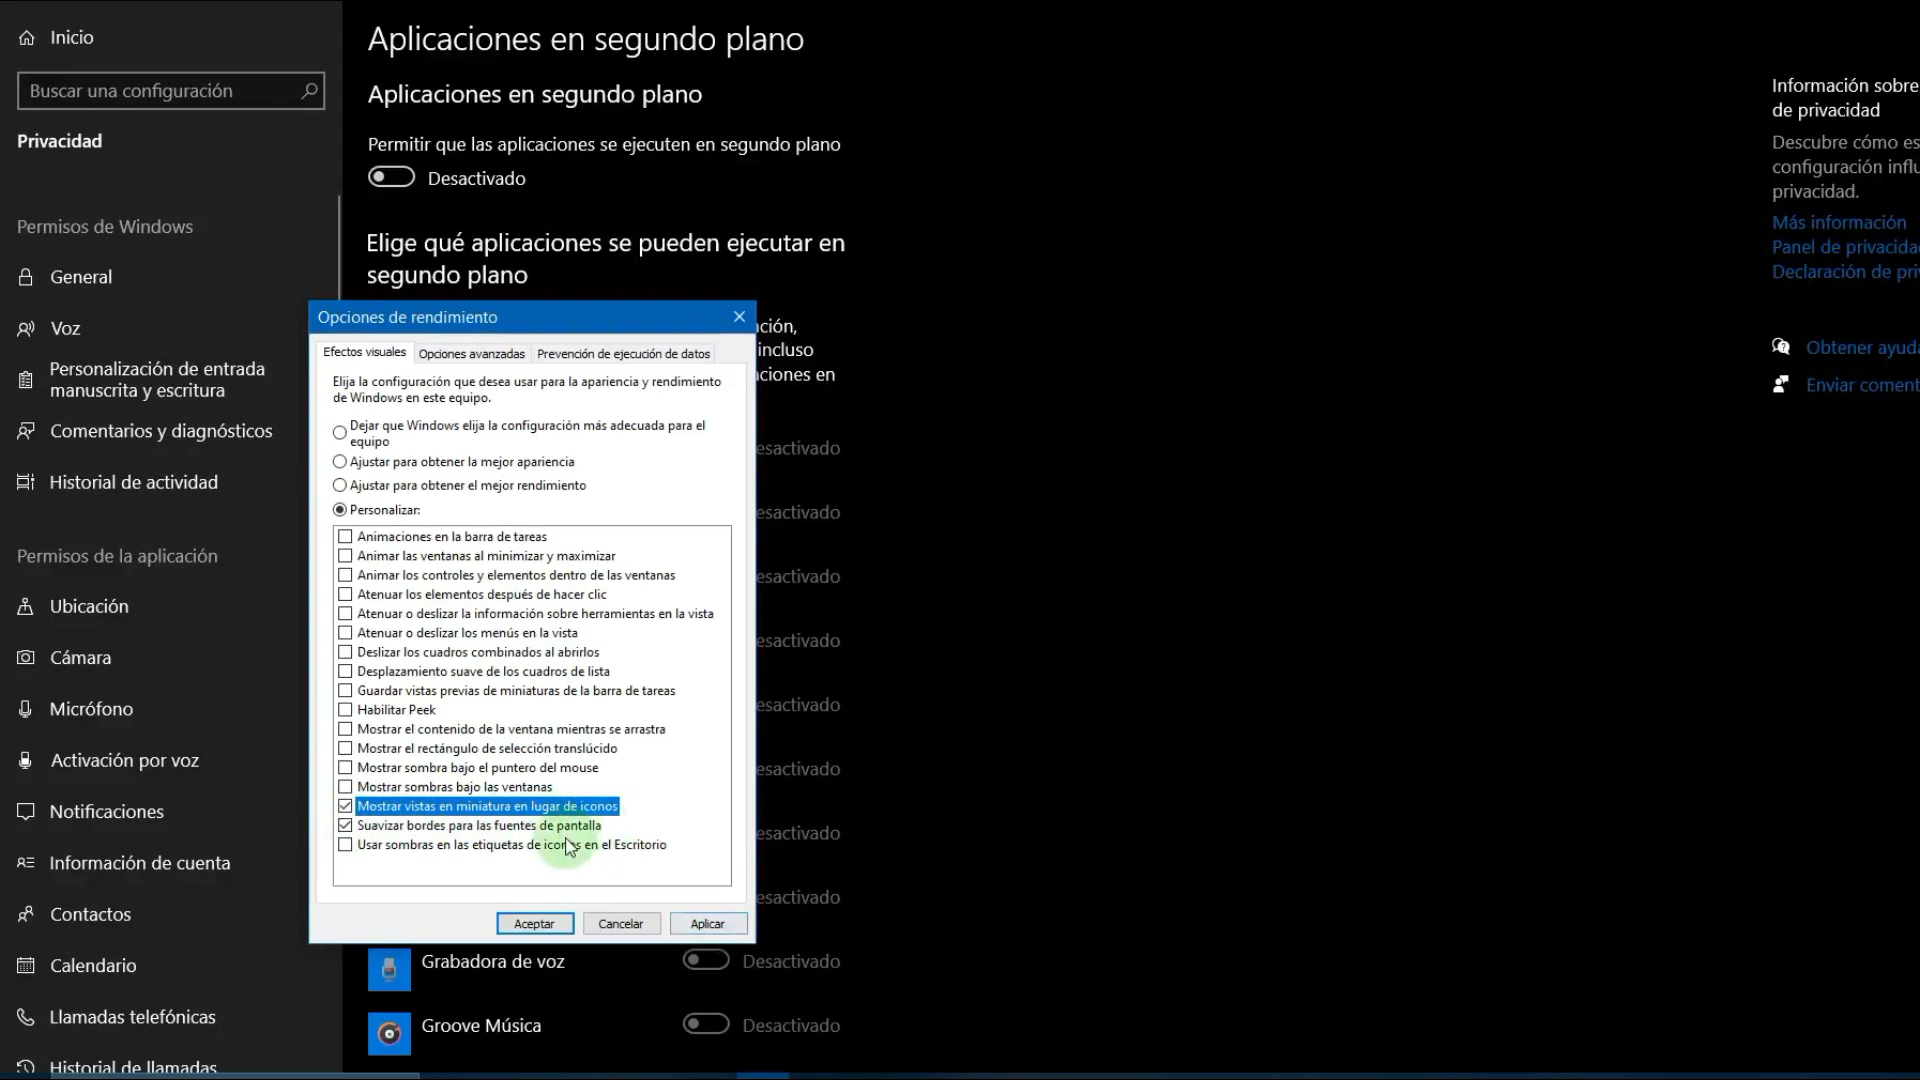 Inicio
Buscar una configuración
Privacidad
Permisos de Windows
General
Voz
Personalización de entrada
manuscrita y escritura
Comentarios y diagnósticos
Historial de actividad
Permisos de la aplicación
Ubicación
Cámara
Micrófono
Activación por voz
Notificaciones
Información de cuenta
Contactos
Calendario
Llamadas telefónicas
Historial de llamadas
Aplicaciones en segundo plano
Aplicaciones en segundo plano
Permitir que las aplicaciones se ejecuten en segundo plano
Desactivado
Elige qué aplicaciones se pueden ejecutar en
segundo plano
ción,
incluso
ciones en
esactivado
esactivado
esactivado
esactivado
esactivado
esactivado
esactivado
esactivado
Grabadora de voz Desactivado
Groove Música Desactivado
Opciones de rendimiento
Efectos visuales Opciones avanzadas Prevención de ejecución de datos
Elija la configuración que desea usar para la apariencia y rendimiento
de Windows en este equipo.
Dejar que Windows elija la configuración más adecuada para el
equipo
Ajustar para obtener la mejor apariencia
Ajustar para obtener el mejor rendimiento
Personalizar:
Animaciones en la barra de tareas
Animar las ventanas al minimizar y maximizar
Animar los controles y elementos dentro de las ventanas
Atenuar los elementos después de hacer clic
Atenuar o deslizar la información sobre herramientas en la vista
Atenuar o deslizar los menús en la vista
Deslizar los cuadros combinados al abrirlos
Desplazamiento suave de los cuadros de lista
Guardar vistas previas de miniaturas de la barra de tareas
Habilitar Peek
Mostrar el contenido de la ventana mientras se arrastra
Mostrar el rectángulo de selección translúcido
Mostrar sombra bajo el puntero del mouse
Mostrar sombras bajo las ventanas
Mostrar vistas en miniatura en lugar de iconos
Suavizar bordes para las fuentes de pantalla
Usar sombras en las etiquetas de iconos en el Escritorio
Aceptar Cancelar Aplicar
Información sobre
de privacidad
Descubre cómo es
configuración influ
privacidad.
Más información
Panel de privacidad
Declaración de pri
Obtener ayuda
Enviar coment